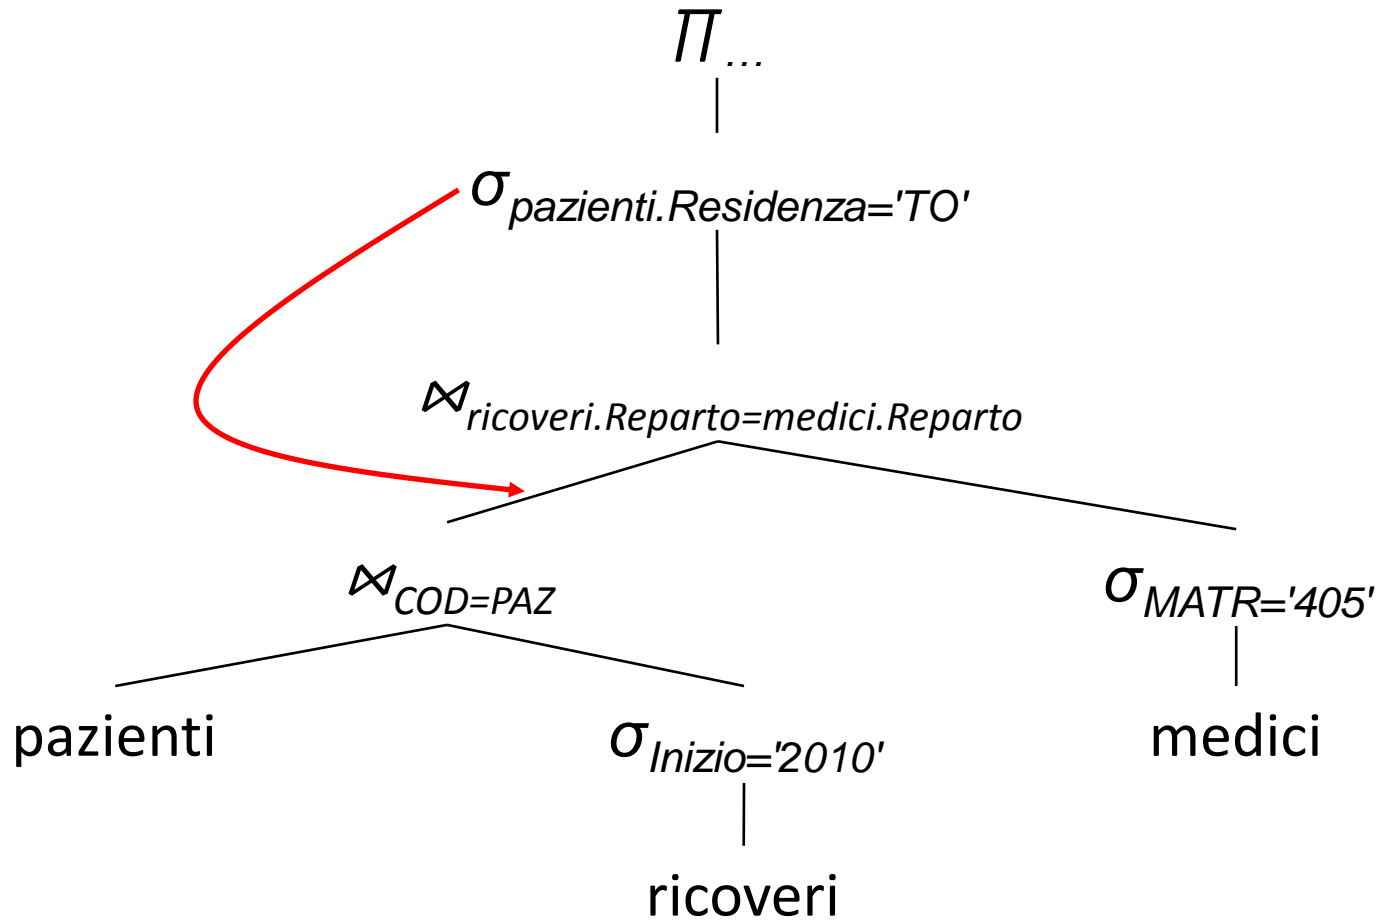 Π...
σpazienti.Residenza='TO'
⋈ricoveri.Reparto=medici.Reparto
⋈COD=PAZ
σMATR='405'
pazienti
σInizio='2010'
medici
ricoveri